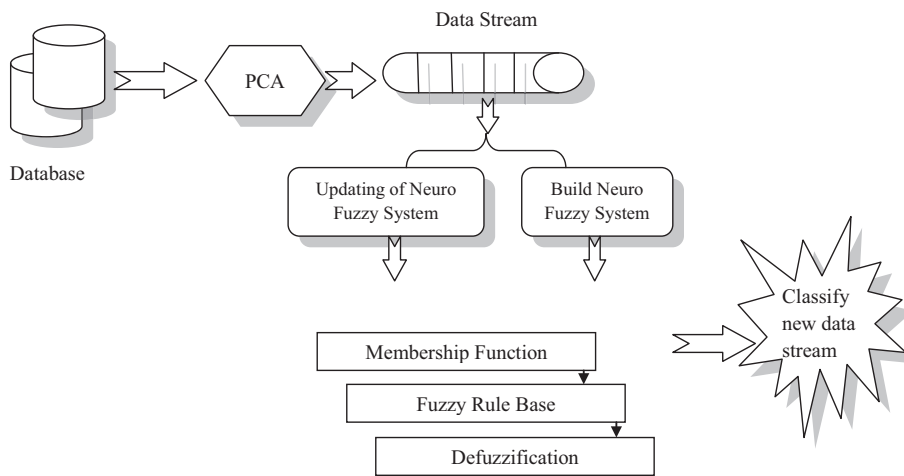 Data Stream
PCA
Database
Updating of Neuro
Fuzzy System
Build Neuro
Fuzzy System
Classify
new data
stream
Membership Function
Fuzzy Rule Base
Defuzzification